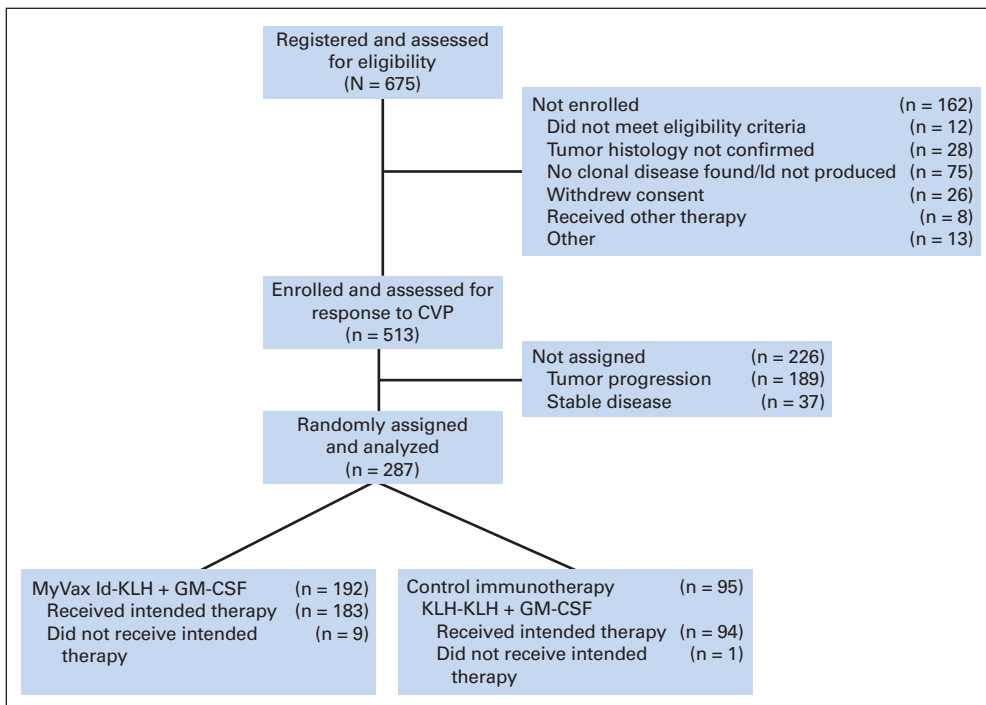 Registered and assessed
for eligibility
(N = 675)
Not enrolled (n = 162)
Did not meet eligibility criteria (n = 12)
Tumor histology not confirmed (n = 28)
No clonal disease found/Id not produced (n = 75)
Withdrew consent (n = 26)
Received other therapy (n = 8)
Other (n = 13)
Enrolled and assessed for
response to CVP
(n = 513)
Not assigned (n = 226)
Tumor progression (n = 189)
Stable disease (n = 37)
Randomly assigned
and analyzed
(n = 287)
MyVax Id-KLH + GM-CSF (n = 192)
Received intended therapy (n = 183)
Did not receive intended (n = 9)
therapy
Control immunotherapy (n = 95)
KLH-KLH + GM-CSF
Received intended therapy (n = 94)
Did not receive intended (n = 1)
therapy